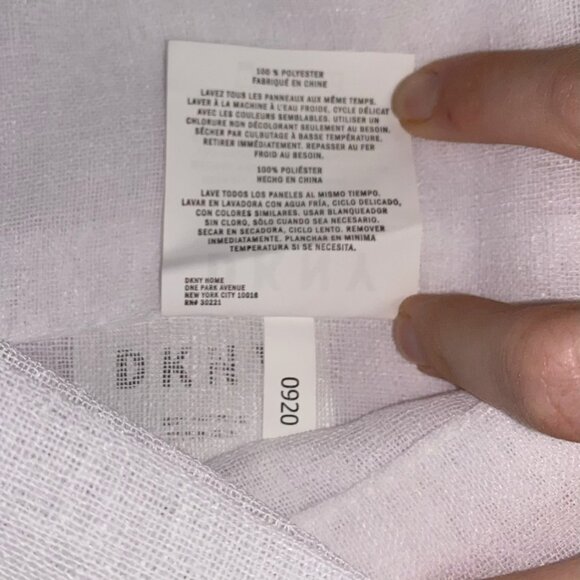 100 % POLYESTER
FABRIQUÉ EN CHINE
LAVEZ TOUS LES PANNEAUX AUX MÊME TEMPS.
LAVER À LA MACHINE À L'EAU FROIDE, CYCLE DÉLICAT
AVEC LES COULEURS SEMBLABLES. UTILISER UN
CHLORURE NON DÉCOLORANT SEULEMENT AU BESOIN.
SÉCHER PAR CULBUTAGE À BASSE TEMPÉRATURE.
RETIRER IMMÉDIATEMENT. REPASSER AU FER
FROID AU BESOIN.
100% POLIÉSTER
HECHO EN CHINA
LAVE TODOS LOS PANELES AL MISMO TIEMPO.
LAVAR EN LAVADORA CON AGUA FRÍA, CICLO DELICADO,
CON COLORES SIMILARES. USAR BLANQUEADOR
SIN CLORO, SÓLO CUANDO SEA NECESARIO.
SECAR EN SECADORA, CICLO LENTO. REMOVER
INMEDIATAMENTE. PLANCHAR EN MINIMA
TEMPERATURA SI SE NECESITA.
DKNY HOME
ONE PARK AVENUE
NEW YORK CITY 10016
RN# 30221
DKNY
0920